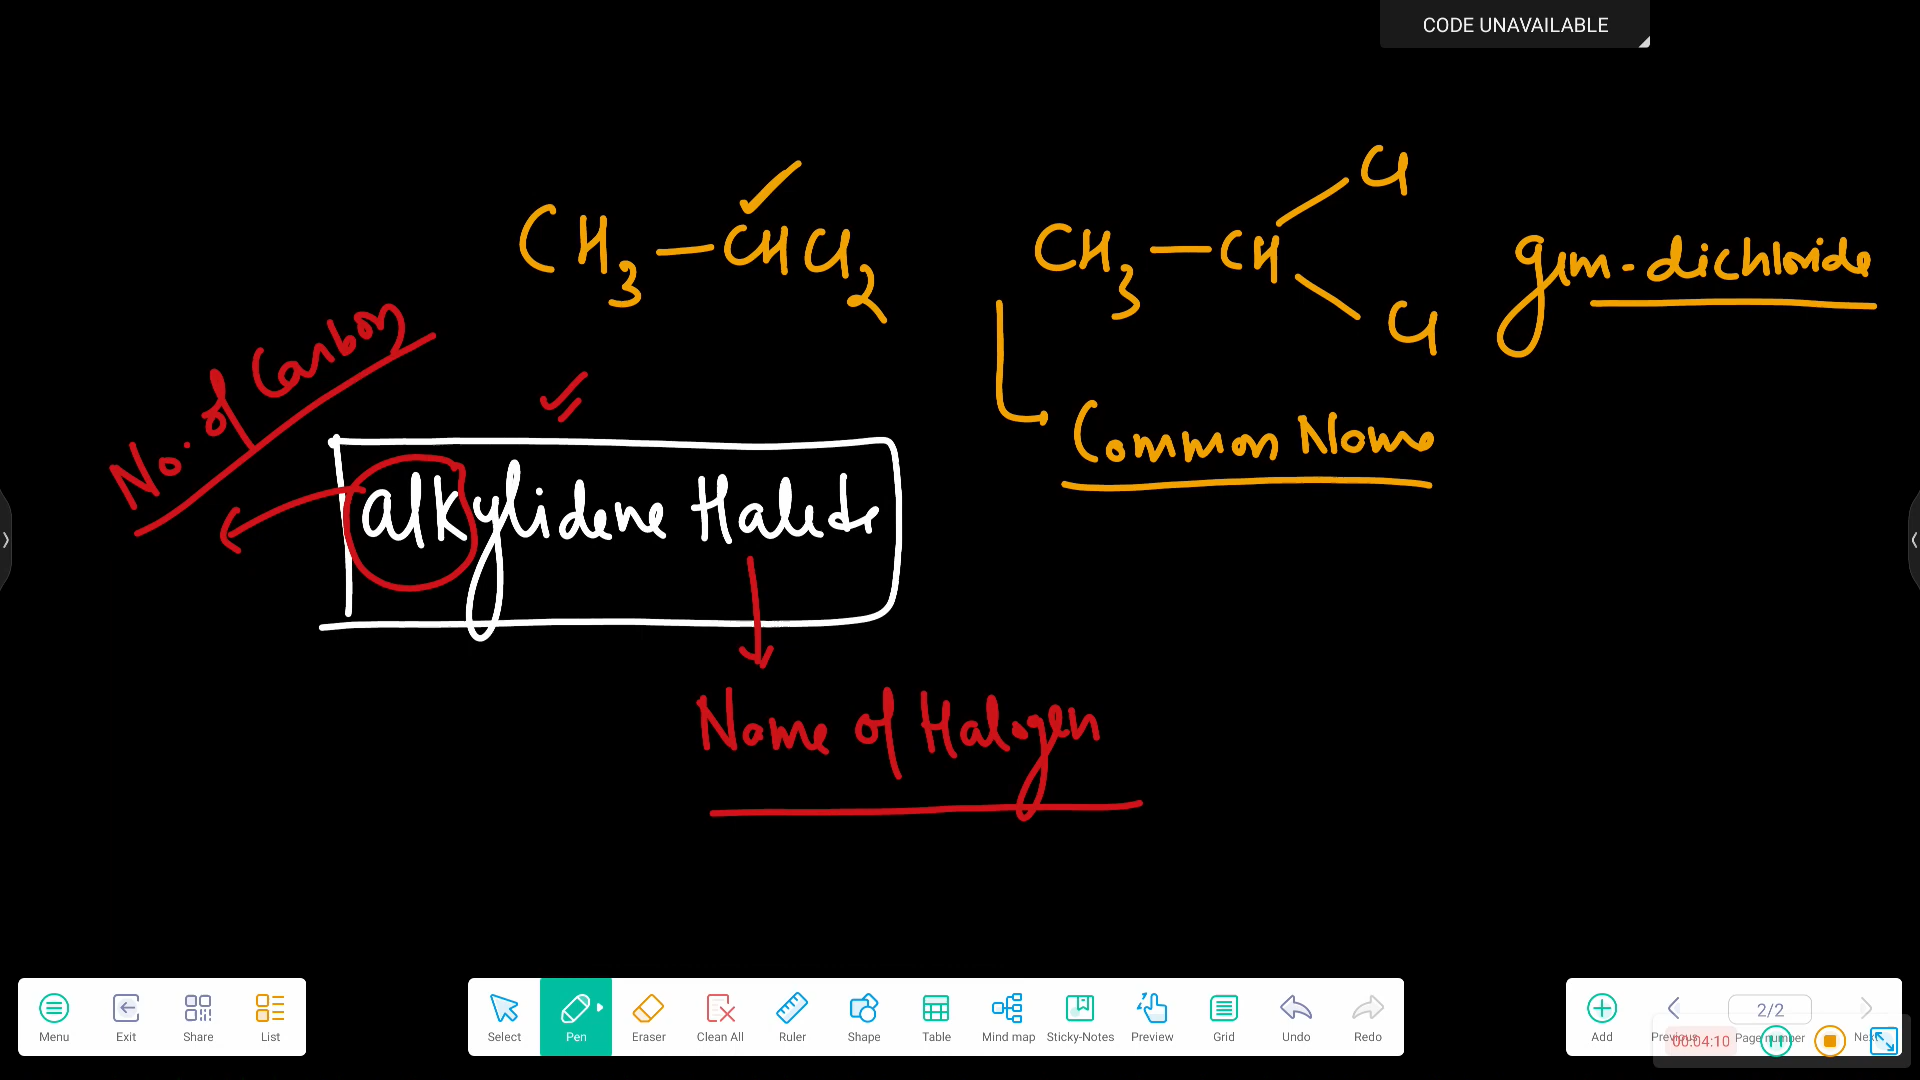 CODE UNAVAILABLE
CH3 — CHCl2
CH3 — CH
Cl
Cl
gem-dichloride
No. of Carbon
Common Name
alkylidene Halide
Name of Halogen
Menu
Exit
Share
List
Select
Pen
Eraser
Clean All
Ruler
Shape
Table
Mind map
Sticky-Notes
Preview
Grid
Undo
Redo
Add
2/2
Page number
00:04:10